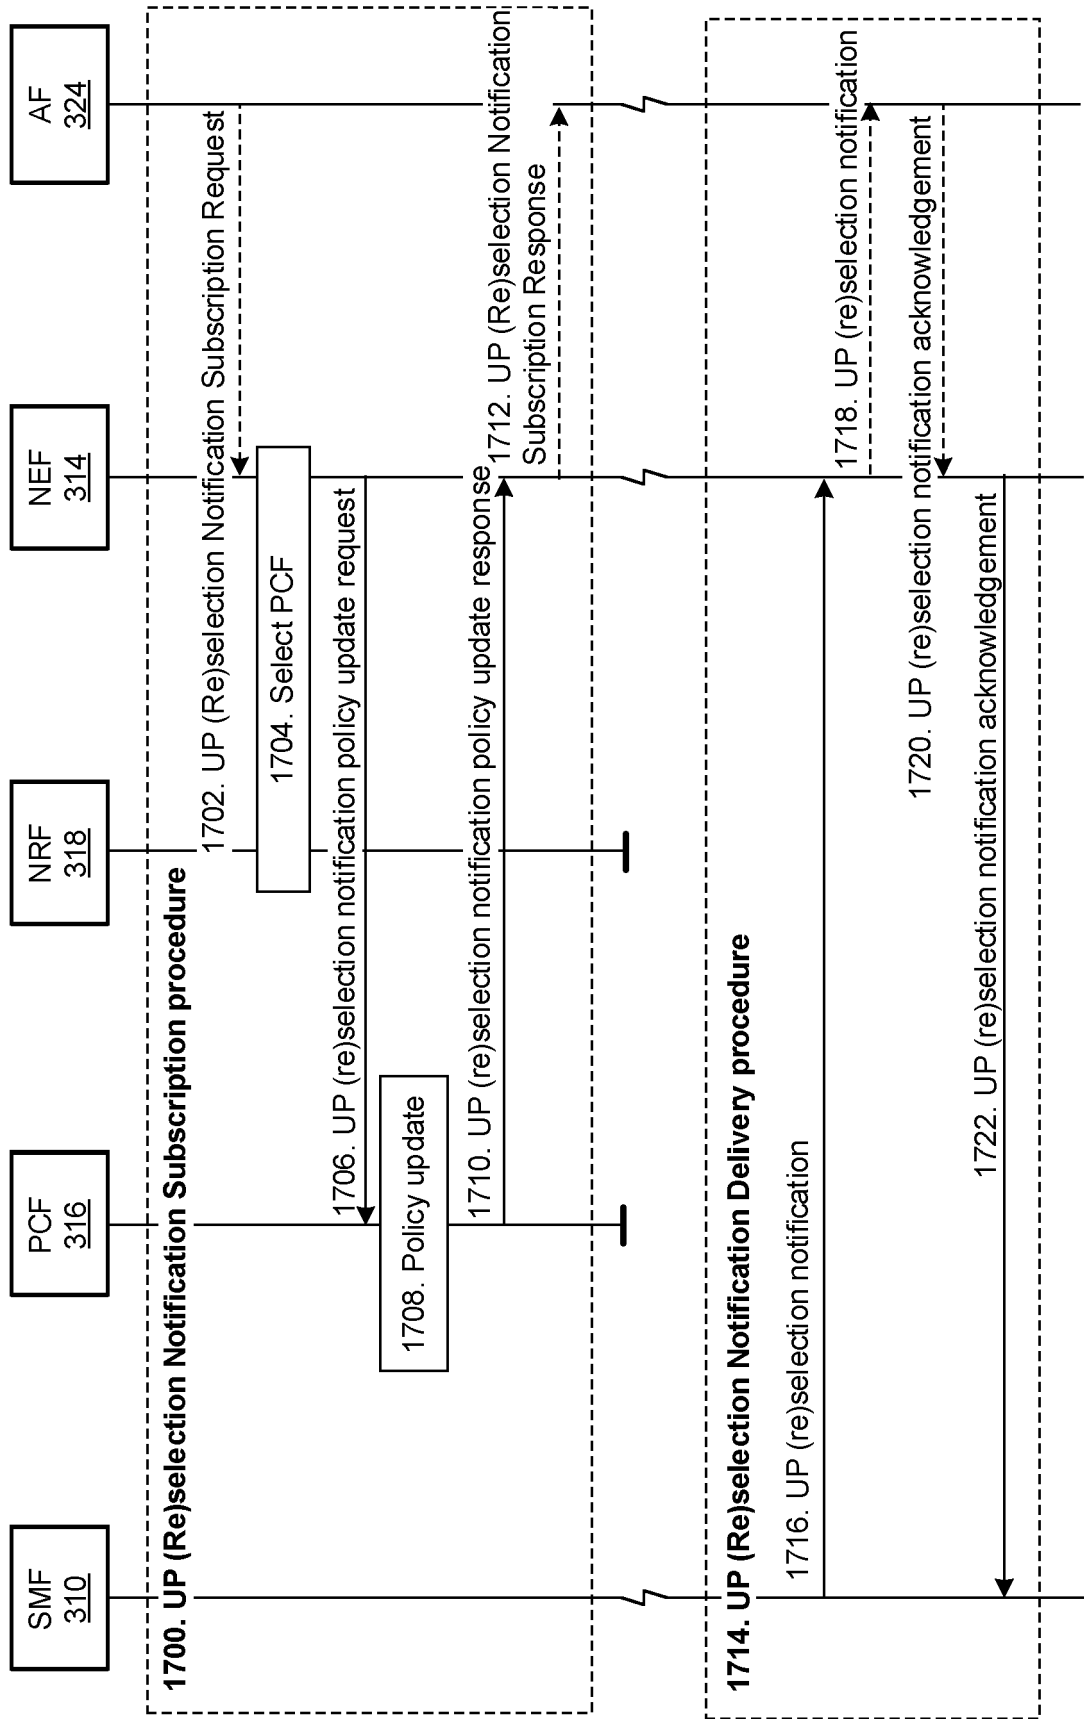 SMF
310
PCF
316
NRF
318
NEF
314
AF
324
1700. UP (Re)selection Notification Subscription procedure
1702. UP (Re)selection Notification Subscription Request
1704. Select PCF
1706. UP (re)selection notification policy update request
1708. Policy update
1710. UP (re)selection notification policy update response
1712. UP (Re)selection Notification
Subscription Response
1714. UP (Re)selection Notification Delivery procedure
1716. UP (re)selection notification
1718. UP (re)selection notification
1720. UP (re)selection notification acknowledgement
1722. UP (re)selection notification acknowledgement